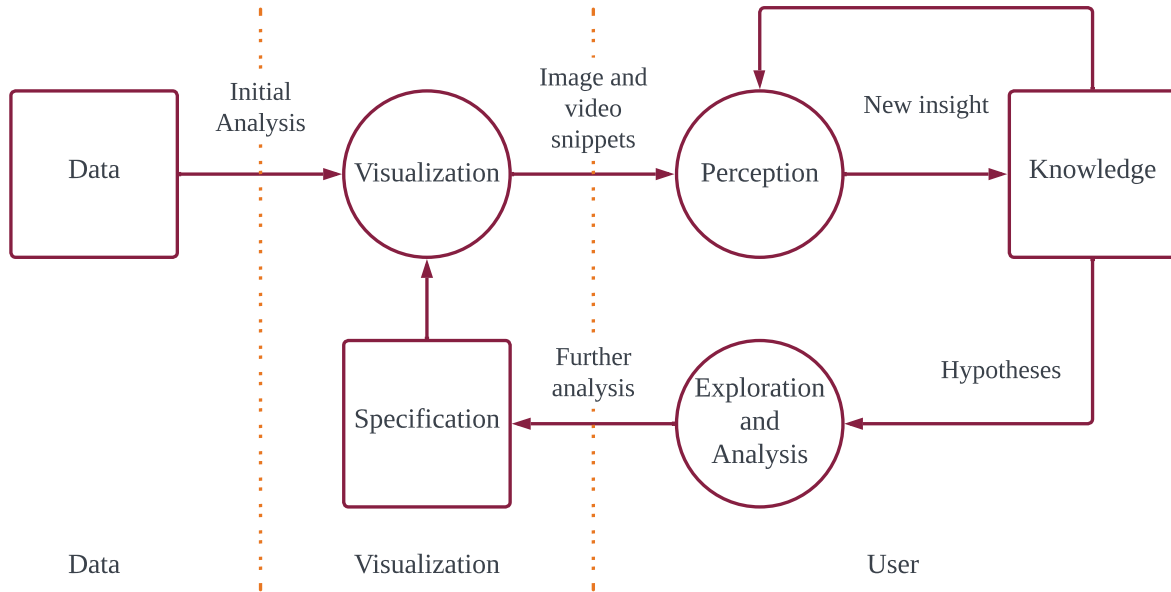 Data
Initial
Analysis
Visualization
Image and
video
snippets
Perception
New insight
Knowledge
Specification
Further
analysis
Exploration
and
Analysis
Hypotheses
Data
Visualization
User